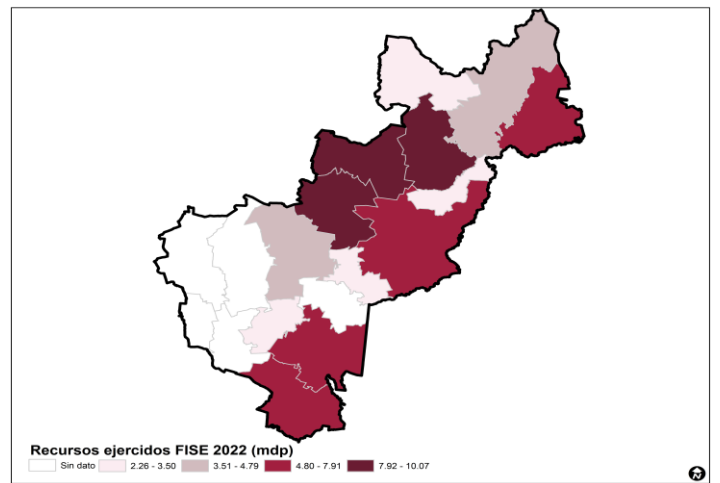 Recursos ejercidos FISE 2022 (mdp)
Sin dato 2.26 - 3.50 3.51 - 4.79 4.80 - 7.91 7.92 - 10.07